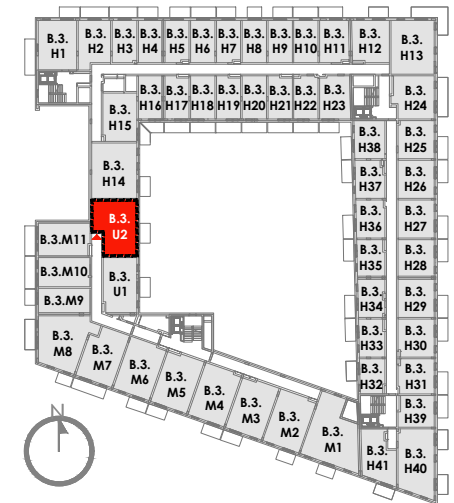 B.3.
H1
B.3.
H2
B.3.
H3
B.3.
H4
B.3.
H5
B.3.
H6
B.3.
H7
B.3.
H8
B.3.
H9
B.3.
H10
B.3.
H11
B.3.
H12
B.3.
H13
B.3.
H16
B.3.
H17
B.3.
H18
B.3.
H19
B.3.
H20
B.3.
H21
B.3.
H22
B.3.
H23
B.3.
H24
B.3.
H15
B.3.
H38
B.3.
H25
B.3.
H14
B.3.
H37
B.3.
H26
B.3.
U2
B.3.
H36
B.3.
H27
B.3.M11
B.3.
H35
B.3.
H28
B.3.M10
B.3.
U1
B.3.
H34
B.3.
H29
B.3.M9
B.3.
H33
B.3.
H30
B.3.
M8
B.3.
M7
B.3.
M6
B.3.
M5
B.3.
M4
B.3.
M3
B.3.
M2
B.3.
M1
B.3.
H32
B.3.
H31
B.3.
H39
B.3.
H41
B.3.
H40
N